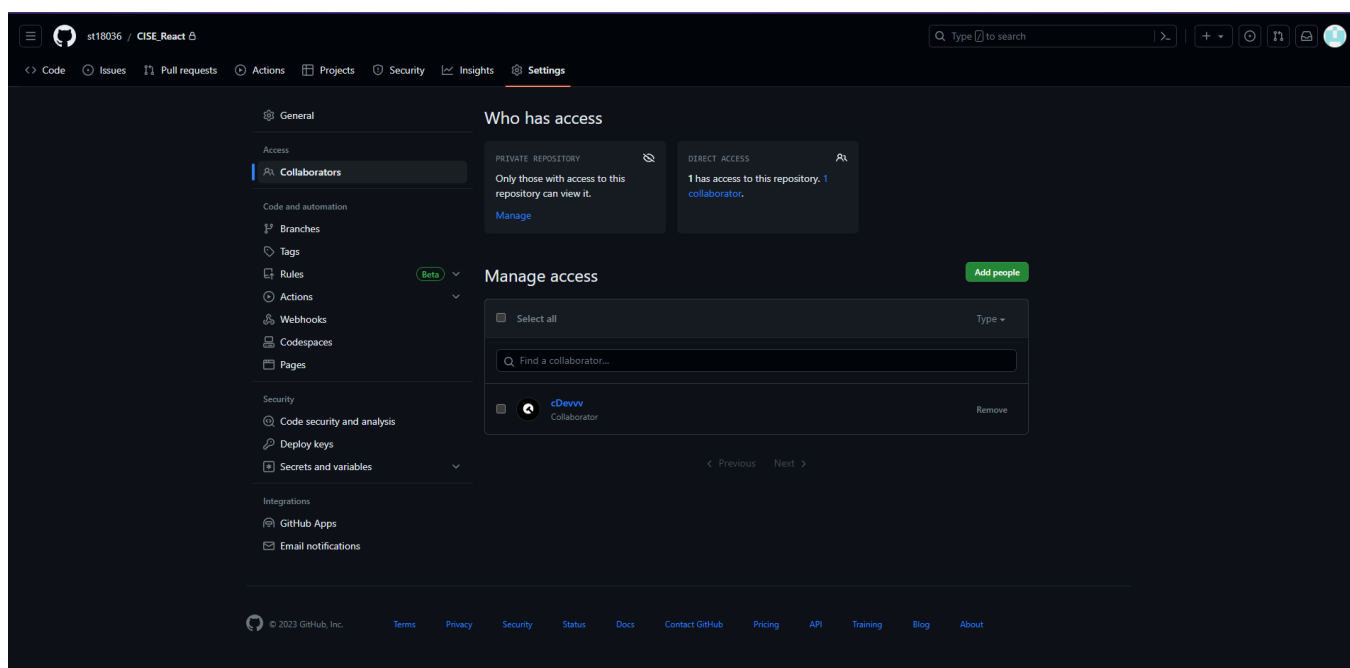 st18036 / CISE_React
Type / to search
Code Issues Pull requests Actions Projects Security Insights Settings
General
Access
Collaborators
Code and automation
Branches
Tags
Rules Beta
Actions
Webhooks
Codespaces
Pages
Security
Code security and analysis
Deploy keys
Secrets and variables
Integrations
GitHub Apps
Email notifications
Who has access
PRIVATE REPOSITORY
Only those with access to this
repository can view it.
Manage
DIRECT ACCESS
1 has access to this repository. 1
collaborator.
Manage access
Add people
Select all Type
Find a collaborator...
cDevvv
Collaborator
Remove
Previous Next
© 2023 GitHub, Inc. Terms Privacy Security Status Docs Contact GitHub Pricing API Training Blog About